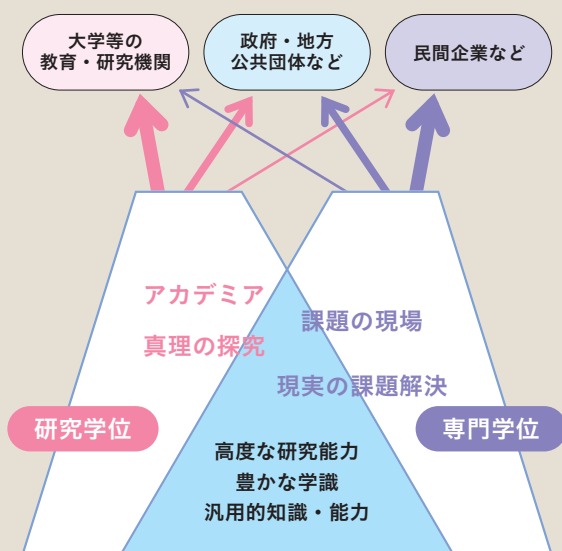 大学等の
教育・研究機関
政府・地方
公共団体など
民間企業など
アカデミア
真理の探究
課題の現場
現実の課題解決
研究学位
専門学位
高度な研究能力
豊かな学識
汎用的知識・能力